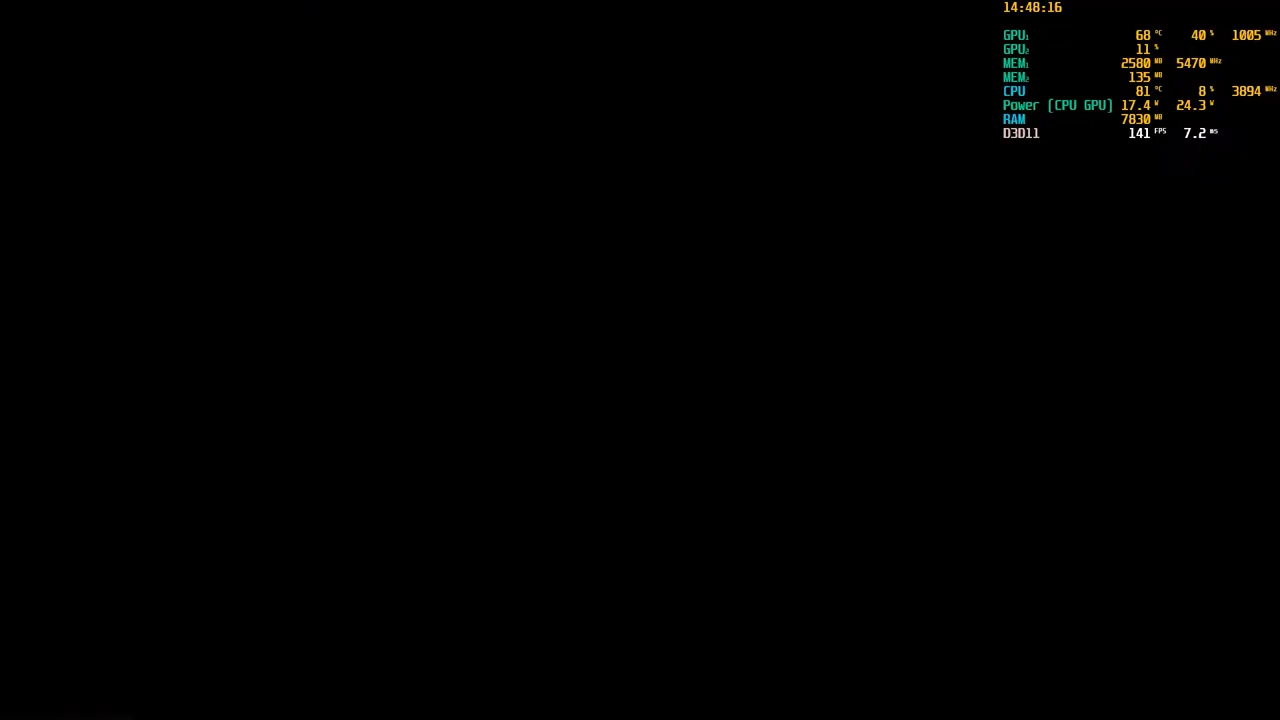 14:48:16
GPU₁ 68 °C 40 % 1005 MHz
GPU₂ 11 %
MEM₁ 2580 MB 5470 MHz
MEM₂ 135 MB
CPU 81 °C 8 % 3894 MHz
Power (CPU GPU) 17.4 W 24.3 W
RAM 7830 MB
D3D11 141 FPS 7.2 ms